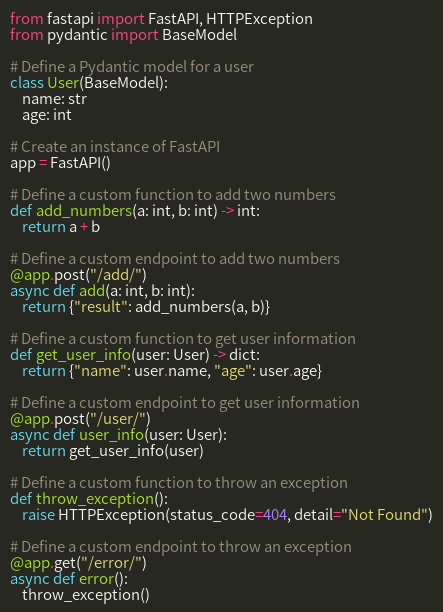 from fastapi import FastAPI, HTTPException
from pydantic import BaseModel

# Define a Pydantic model for a user
class User(BaseModel):
    name: str
    age: int

# Create an instance of FastAPI
app = FastAPI()

# Define a custom function to add two numbers
def add_numbers(a: int, b: int) -> int:
    return a + b

# Define a custom endpoint to add two numbers
@app.post("/add/")
async def add(a: int, b: int):
    return {"result": add_numbers(a, b)}

# Define a custom function to get user information
def get_user_info(user: User) -> dict:
    return {"name": user.name, "age": user.age}

# Define a custom endpoint to get user information
@app.post("/user/")
async def user_info(user: User):
    return get_user_info(user)

# Define a custom function to throw an exception
def throw_exception():
    raise HTTPException(status_code=404, detail="Not Found")

# Define a custom endpoint to throw an exception
@app.get("/error/")
async def error():
    throw_exception()